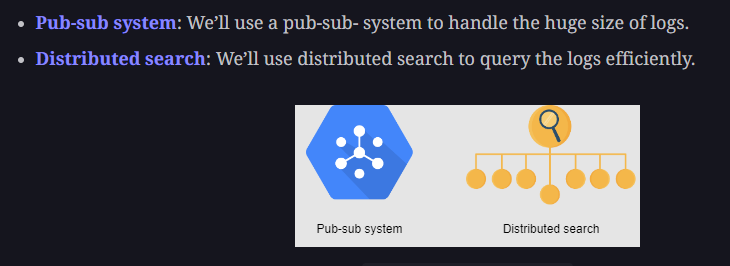 Pub-sub system: We’ll use a pub-sub- system to handle the huge size of logs.
Distributed search: We’ll use distributed search to query the logs efficiently.
Pub-sub system
Distributed search